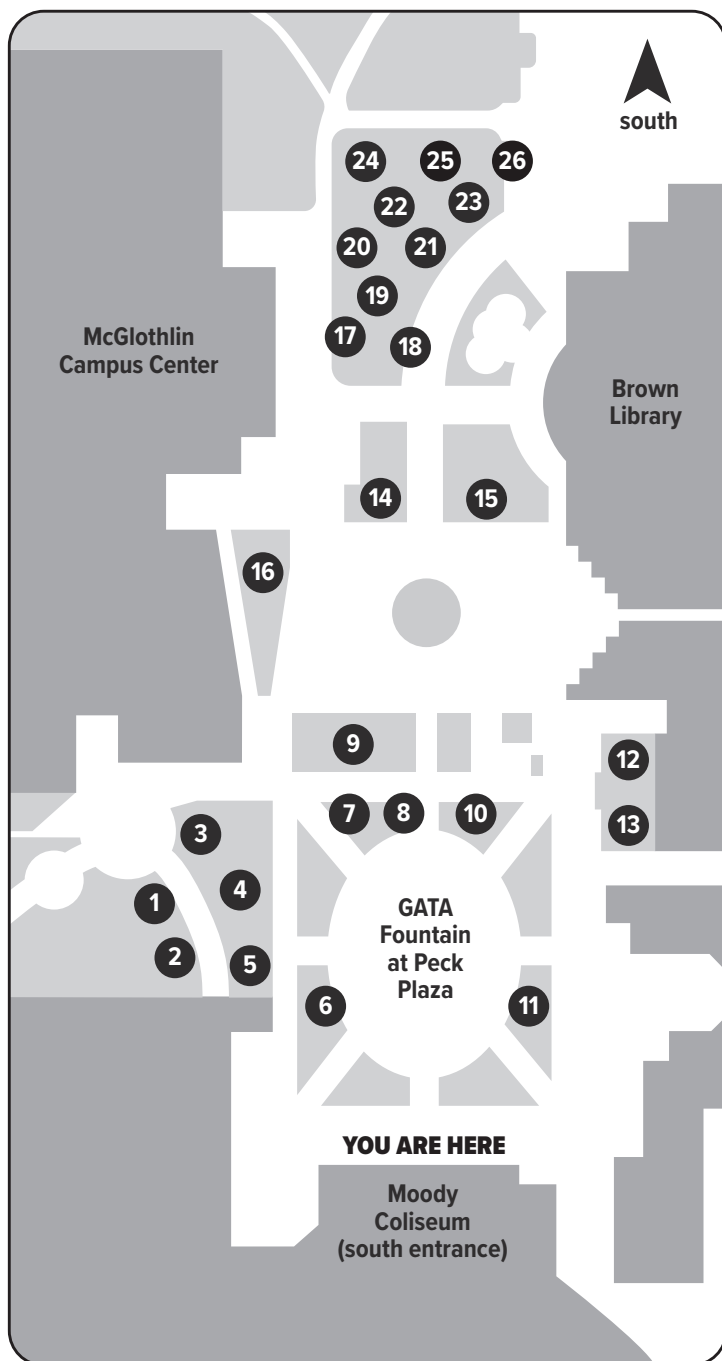 south
24
25
26
22
23
20
21
19
17
18
McGlothlin
Campus Center
Brown
Library
14
15
16
9
12
7
8
10
13
3
4
1
2
5
GATA
Fountain
at Peck
Plaza
6
11
YOU ARE HERE
Moody
Coliseum
(south entrance)